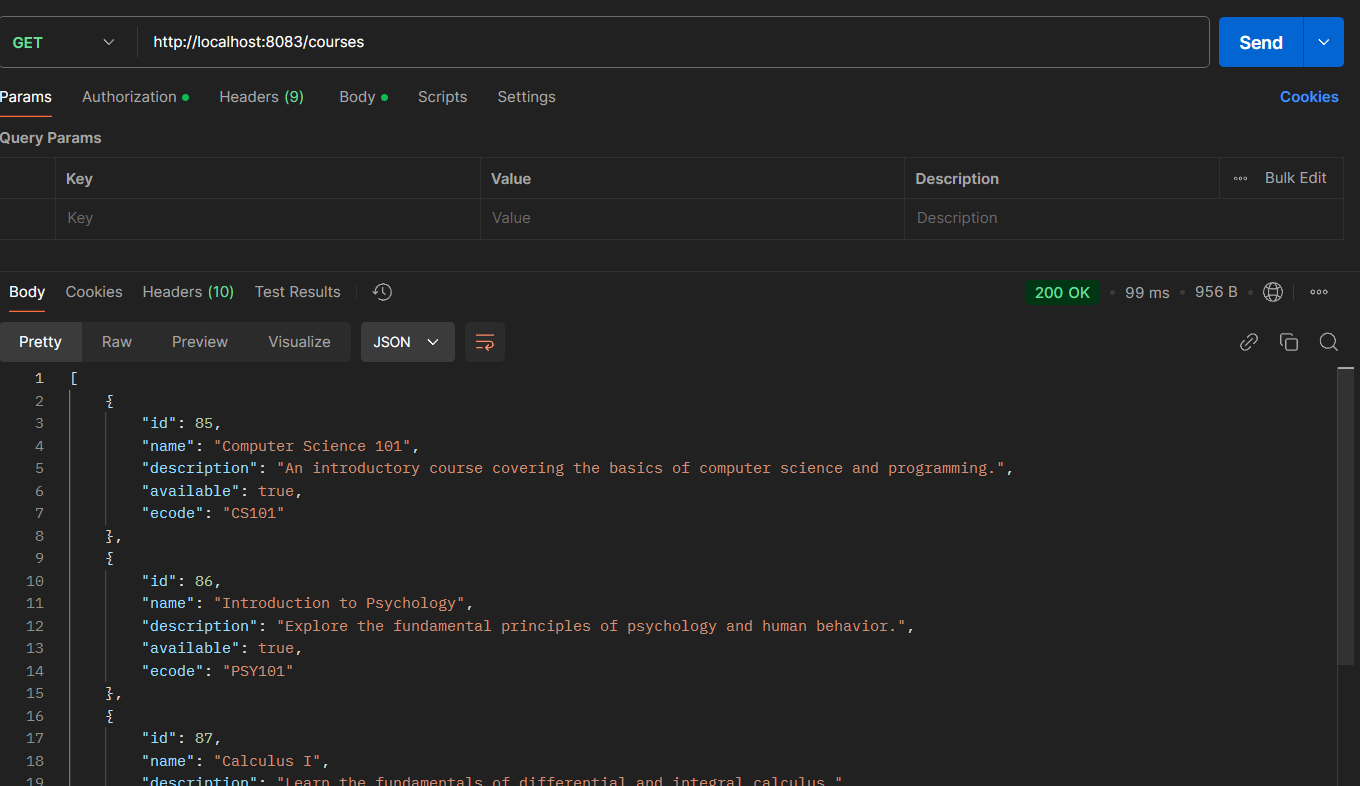 GET http://localhost:8083/courses Send
Params Authorization Headers (9) Body Scripts Settings Cookies
Query Params
Key Value Description Bulk Edit
Key Value Description
Body Cookies Headers (10) Test Results 200 OK 99 ms 956 B
Pretty Raw Preview Visualize JSON
1 [
2 {
3 "id": 85,
4 "name": "Computer Science 101",
5 "description": "An introductory course covering the basics of computer science and programming.",
6 "available": true,
7 "ecode": "CS101"
8 },
9 {
10 "id": 86,
11 "name": "Introduction to Psychology",
12 "description": "Explore the fundamental principles of psychology and human behavior.",
13 "available": true,
14 "ecode": "PSY101"
15 },
16 {
17 "id": 87,
18 "name": "Calculus I",
19 "description": "Learn the fundamentals of differential and integral calculus."